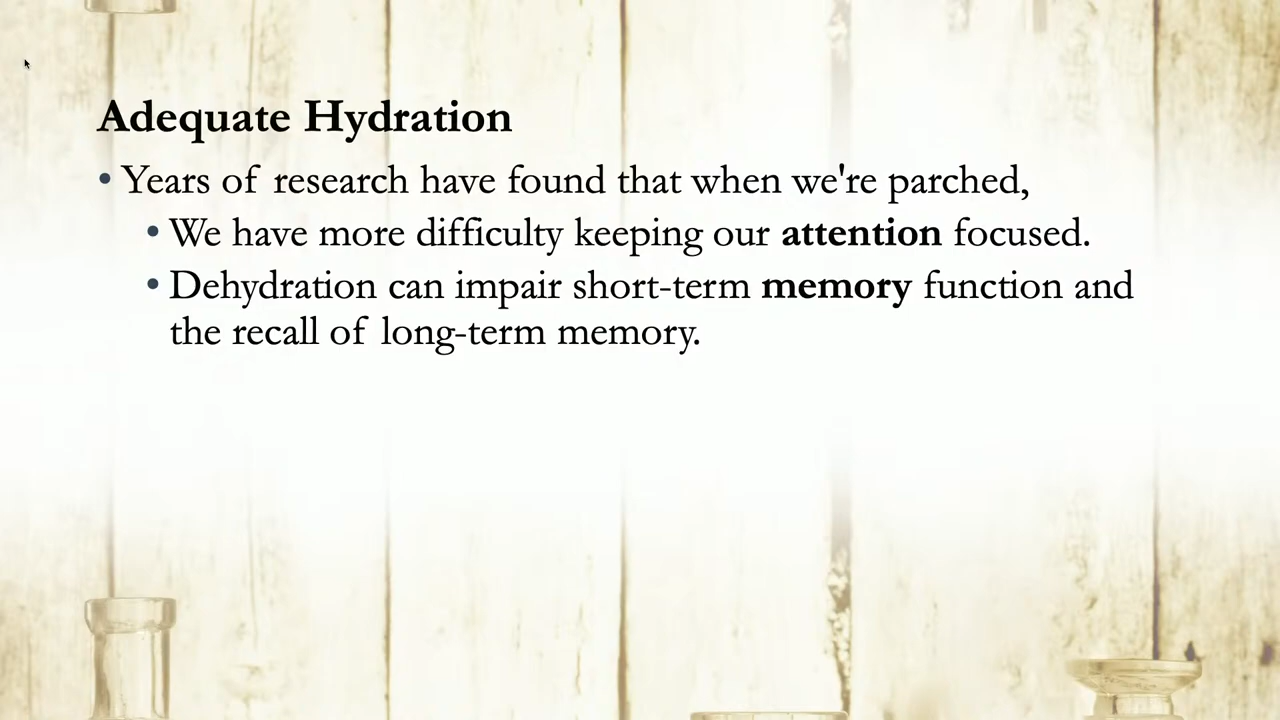 Adequate Hydration
• Years of research have found that when we're parched,
• We have more difficulty keeping our attention focused.
• Dehydration can impair short-term memory function and
the recall of long-term memory.